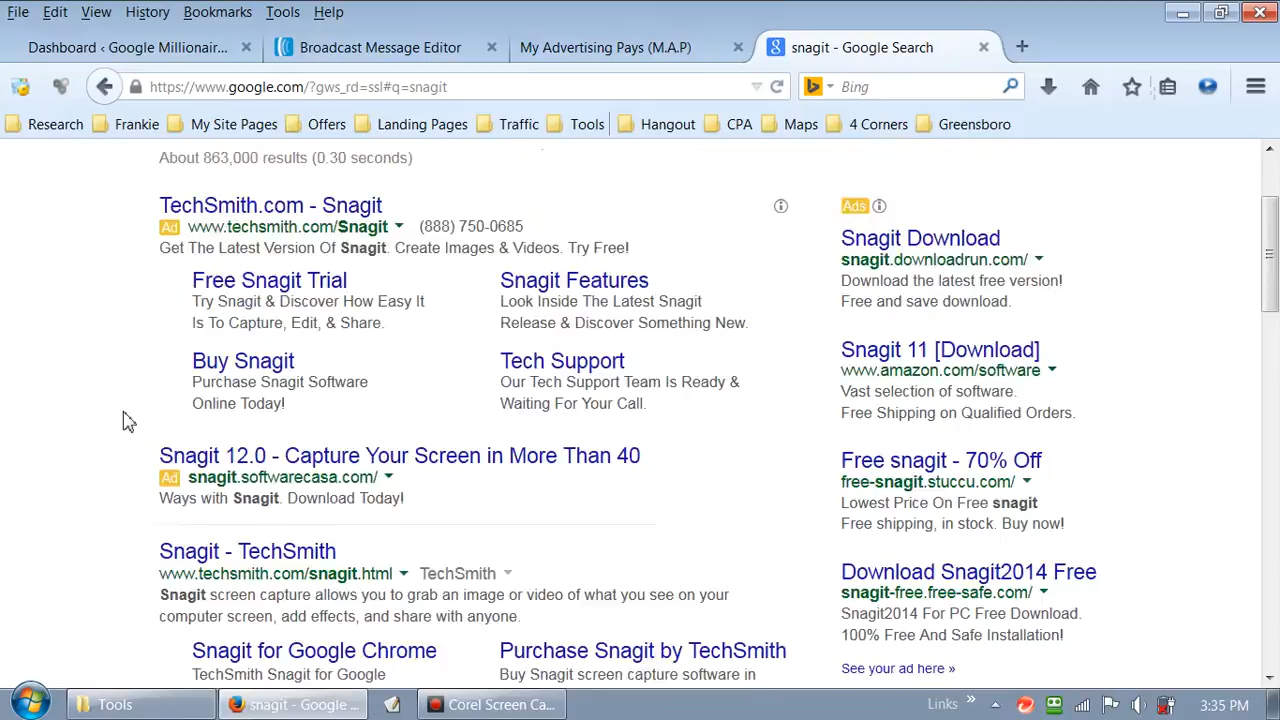 File Edit View History Bookmarks Tools Help
Dashboard ‹ Google Millionair...
Broadcast Message Editor
My Advertising Pays (M.A.P)
snagit - Google Search
https://www.google.com/?gws_rd=ssl#q=snagit
Bing
Research Frankie My Site Pages Offers Landing Pages Traffic Tools Hangout CPA Maps 4 Corners Greensboro
About 863,000 results (0.30 seconds)
TechSmith.com - Snagit
Ad www.techsmith.com/Snagit (888) 750-0685
Get The Latest Version Of Snagit. Create Images & Videos. Try Free!
Free Snagit Trial
Try Snagit & Discover How Easy It
Is To Capture, Edit, & Share.
Snagit Features
Look Inside The Latest Snagit
Release & Discover Something New.
Buy Snagit
Purchase Snagit Software
Online Today!
Tech Support
Our Tech Support Team Is Ready &
Waiting For Your Call.
Snagit 12.0 - Capture Your Screen in More Than 40
Ad snagit.softwarecasa.com/
Ways with Snagit. Download Today!
Snagit - TechSmith
www.techsmith.com/snagit.html TechSmith
Snagit screen capture allows you to grab an image or video of what you see on your
computer screen, add effects, and share with anyone.
Snagit for Google Chrome
TechSmith Snagit for Google
Purchase Snagit by TechSmith
Buy Snagit screen capture software in
Ads
Snagit Download
snagit.downloadrun.com/
Download the latest free version!
Free and save download.
Snagit 11 [Download]
www.amazon.com/software
Vast selection of software.
Free Shipping on Qualified Orders.
Free snagit - 70% Off
free-snagit.stuccu.com/
Lowest Price On Free snagit
Free shipping, in stock. Buy now!
Download Snagit2014 Free
snagit-free.free-safe.com/
Snagit2014 For PC Free Download.
100% Free And Safe Installation!
See your ad here »
Tools
snagit - Google ...
Corel Screen Ca...
Links »
3:35 PM